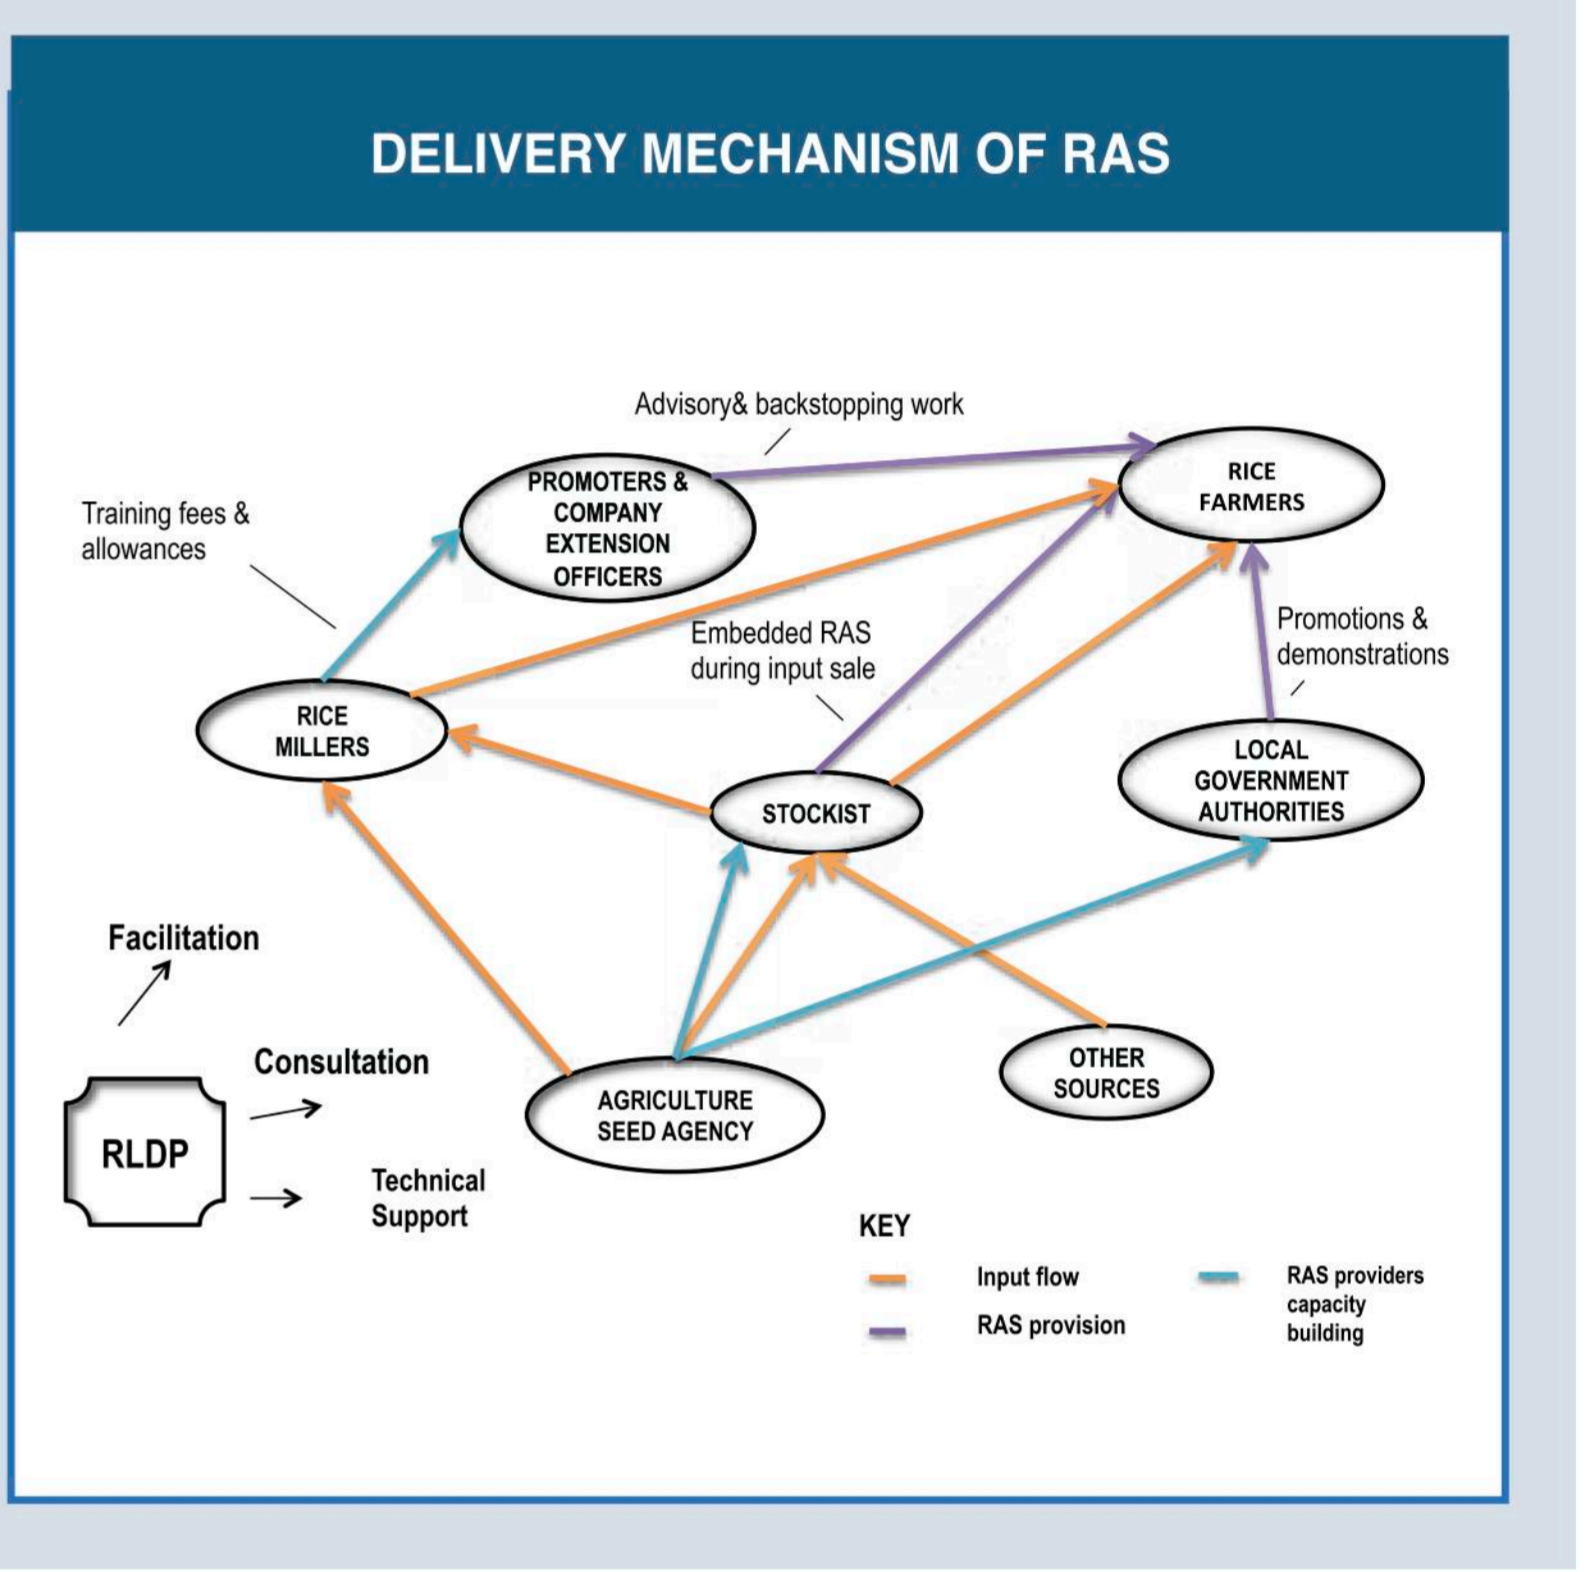 DELIVERY MECHANISM OF RAS
Advisory& backstopping work
PROMOTERS &
COMPANY
EXTENSION
OFFICERS
RICE
FARMERS
Training fees &
allowances
Embedded RAS
during input sale
Promotions &
demonstrations
RICE
MILLERS
STOCKIST
LOCAL
GOVERNMENT
AUTHORITIES
Facilitation
Consultation
RLDP
Technical
Support
AGRICULTURE
SEED AGENCY
OTHER
SOURCES
KEY
Input flow
RAS provision
RAS providers
capacity
building